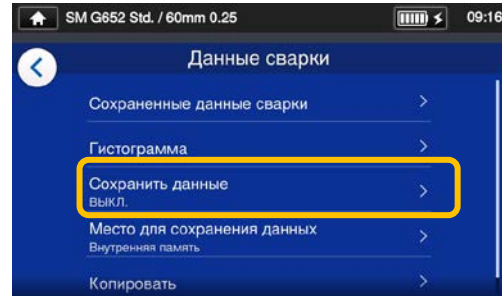 SM G652 Std. / 60mm 0.25
09:16
Данные сварки
Сохраненные данные сварки
Гистограмма
Сохранить данные
ВЫКЛ.
Место для сохранения данных
Внутренняя память
Копировать